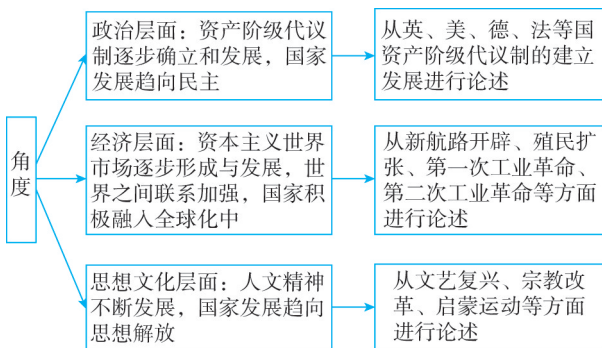 角
度
政治层面：资产阶级代议
制逐步确立和发展，国家
发展趋向民主
从英、美、德、法等国
资产阶级代议制的建立
发展进行论述
经济层面：资本主义世界
市场逐步形成与发展，世
界之间联系加强，国家积
极融入全球化中
从新航路开辟、殖民扩
张、第一次工业革命、
第二次工业革命等方面
进行论述
思想文化层面：人文精神
不断发展，国家发展趋向
思想解放
从文艺复兴、宗教改
革、启蒙运动等方面
进行论述